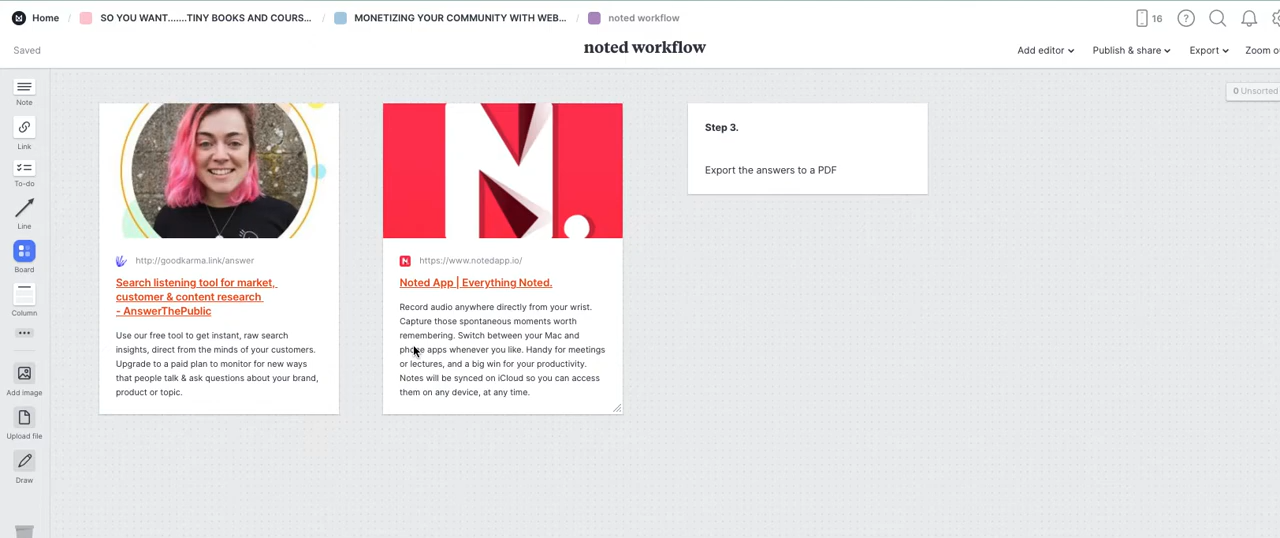 Home / SO YOU WANT.......TINY BOOKS AND COURS... / MONETIZING YOUR COMMUNITY WITH WEB... / noted workflow
16
Saved
noted workflow
Add editor
Publish & share
Export
Zoom
0 Unsorted
Note
Link
To-do
Line
Board
Column
Add image
Upload file
Draw
http://goodkarma.link/answer
Search listening tool for market,
customer & content research
- AnswerThePublic
Use our free tool to get instant, raw search
insights, direct from the minds of your customers.
Upgrade to a paid plan to monitor for new ways
that people talk & ask questions about your brand,
product or topic.
N
https://www.notedapp.io/
Noted App | Everything Noted.
Record audio anywhere directly from your wrist.
Capture those spontaneous moments worth
remembering. Switch between your Mac and
phone apps whenever you like. Handy for meetings
or lectures, and a big win for your productivity.
Notes will be synced on iCloud so you can access
them on any device, at any time.
Step 3.
Export the answers to a PDF